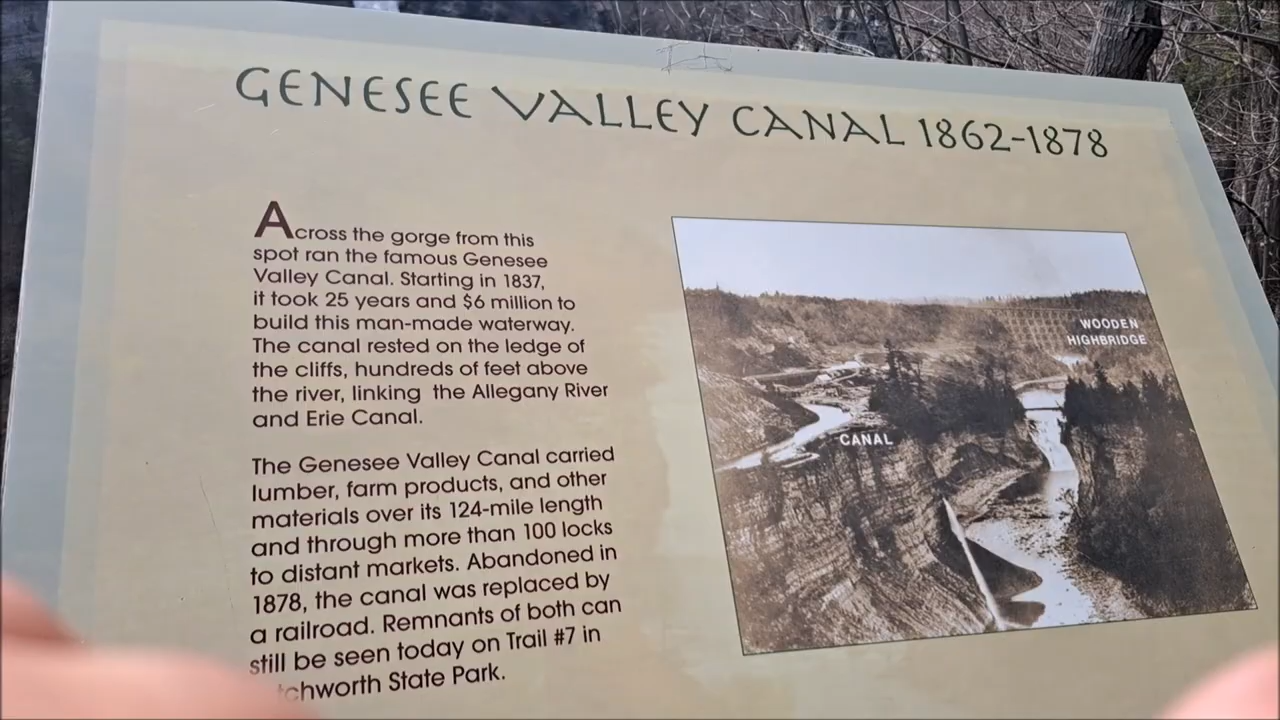 GENESEE VALLEY CANAL 1862-1878
Across the gorge from this
spot ran the famous Genesee
Valley Canal. Starting in 1837,
it took 25 years and $6 million to
build this man-made waterway.
The canal rested on the ledge of
the cliffs, hundreds of feet above
the river, linking the Allegany River
and Erie Canal.
The Genesee Valley Canal carried
lumber, farm products, and other
materials over its 124-mile length
and through more than 100 locks
to distant markets. Abandoned in
1878, the canal was replaced by
a railroad. Remnants of both can
still be seen today on Trail #7 in
State Park.
WOODEN
HIGHBRIDGE
CANAL